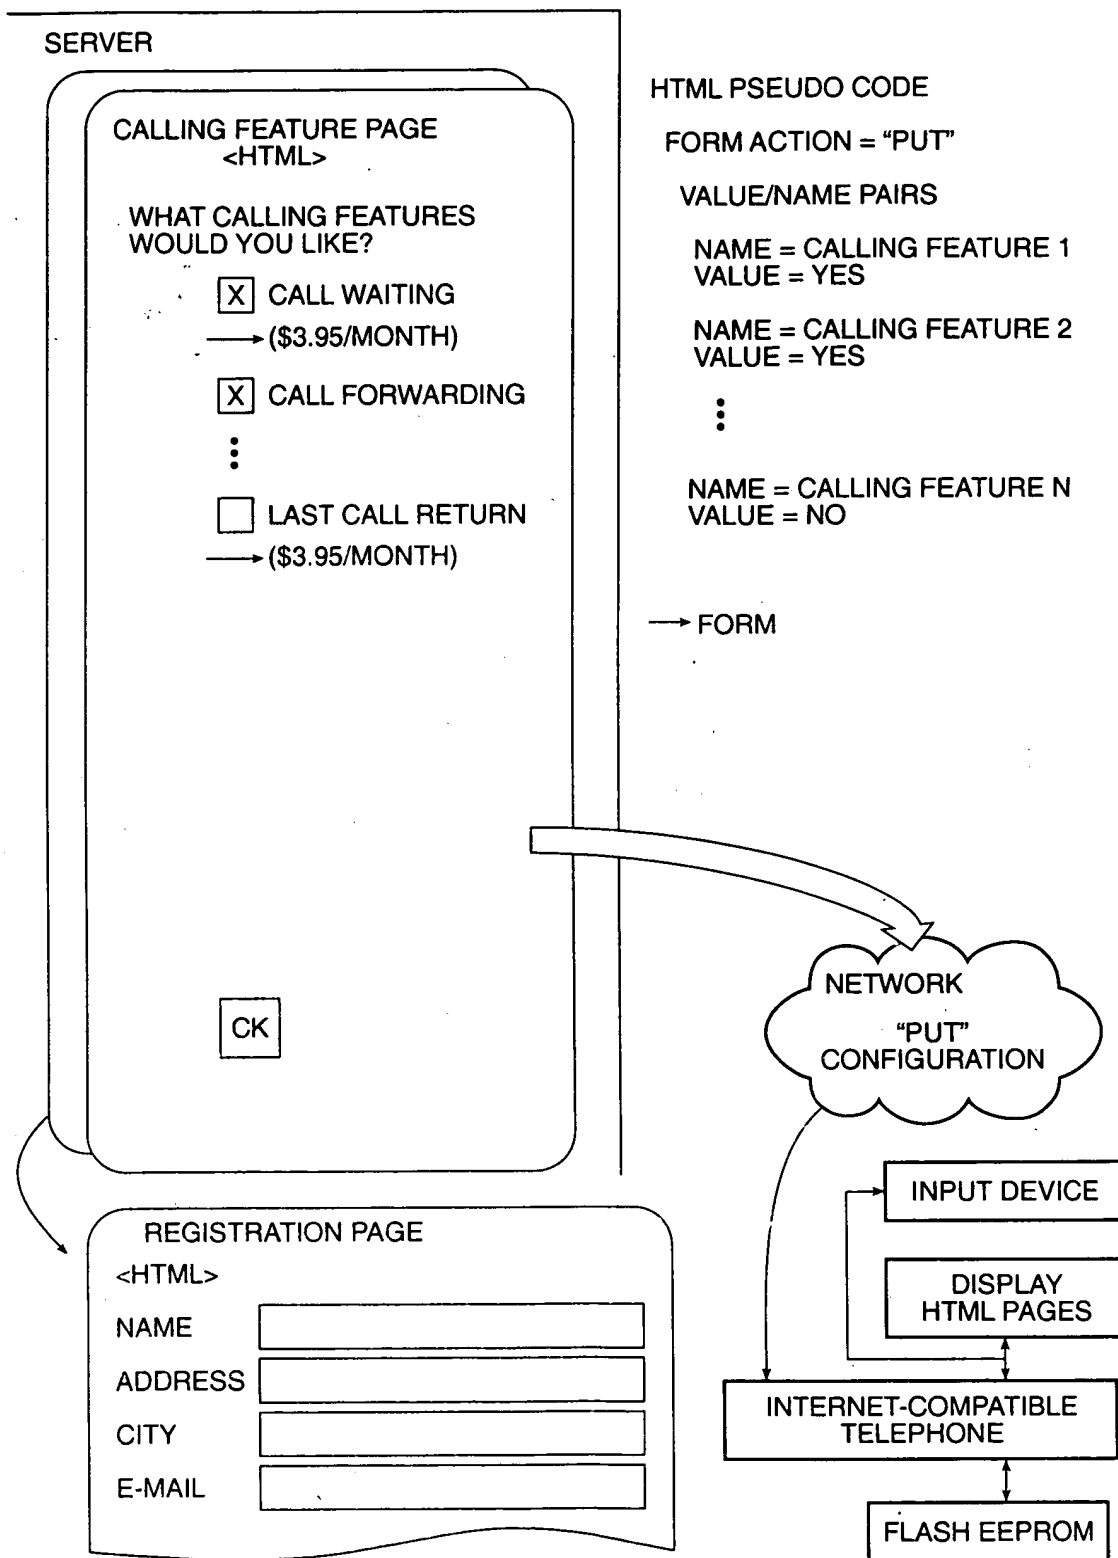 SERVER
CALLING FEATURE PAGE
<HTML>
WHAT CALLING FEATURES
WOULD YOU LIKE?
X CALL WAITING
($3.95/MONTH)
X CALL FORWARDING
LAST CALL RETURN
($3.95/MONTH)
CK
HTML PSEUDO CODE
FORM ACTION = “PUT”
VALUE/NAME PAIRS
NAME = CALLING FEATURE 1
VALUE = YES
NAME = CALLING FEATURE 2
VALUE = YES
NAME = CALLING FEATURE N
VALUE = NO
FORM
NETWORK
“PUT”
CONFIGURATION
REGISTRATION PAGE
<HTML>
NAME
ADDRESS
CITY
E-MAIL
INPUT DEVICE
DISPLAY
HTML PAGES
INTERNET-COMPATIBLE
TELEPHONE
FLASH EEPROM